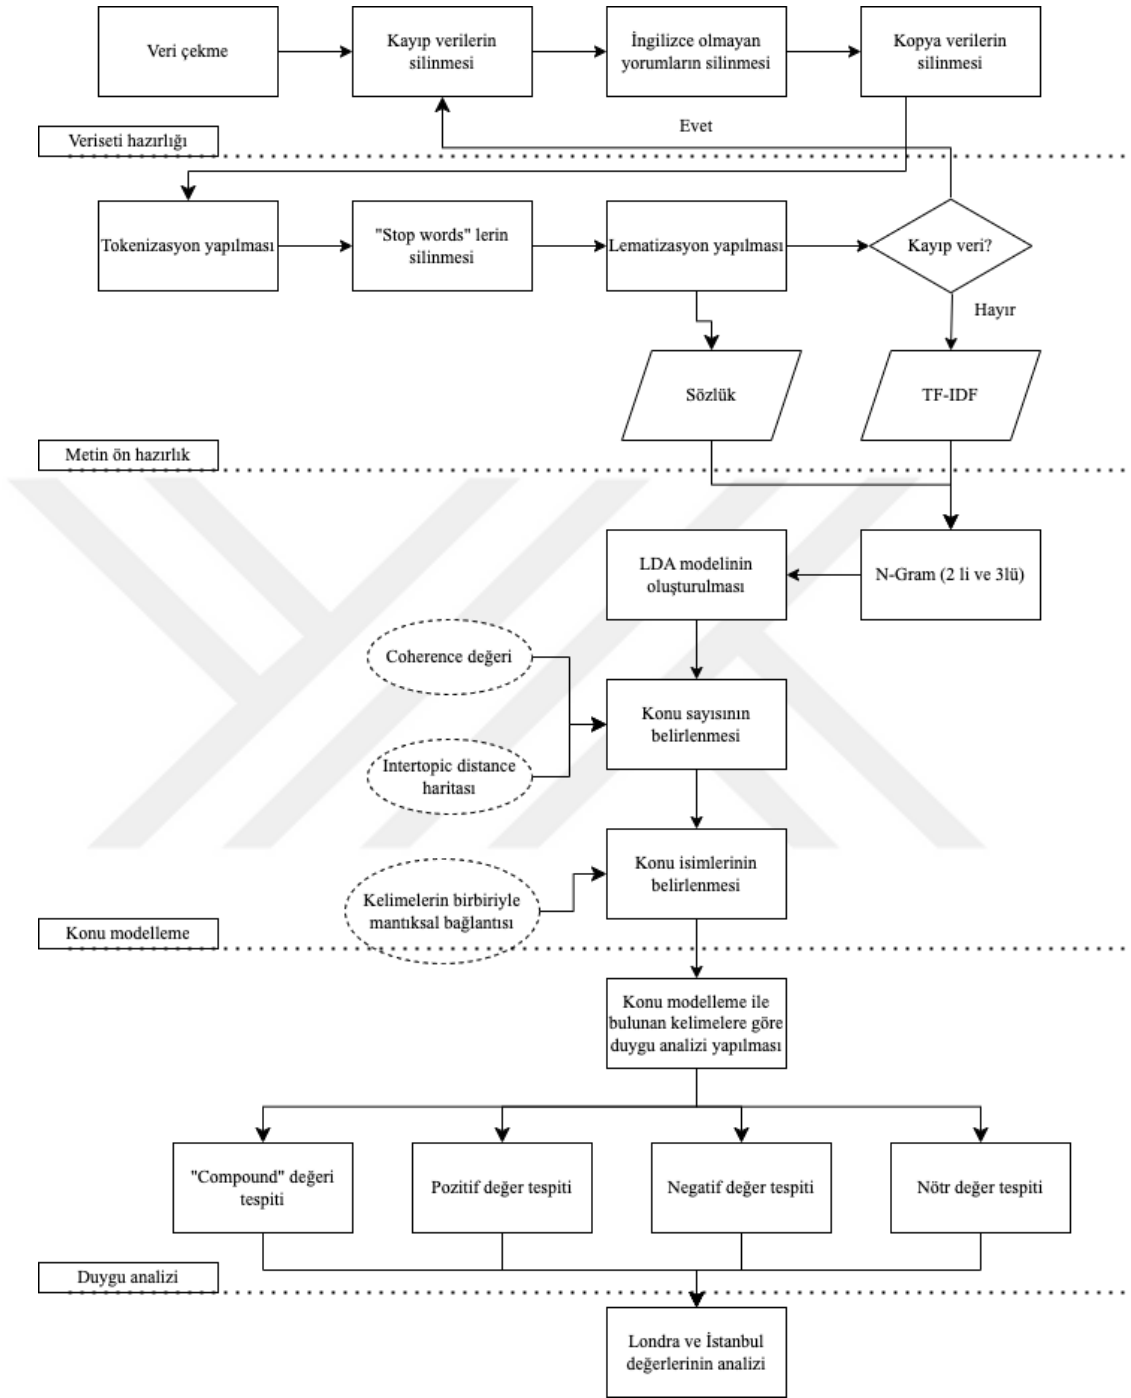 Veri çekme
Kayıp verilerin
silinmesi
İngilizce olmayan
yorumların silinmesi
Kopya verilerin
silinmesi
Evet
Veriseti hazırlığı
Tokenizasyon yapılması
"Stop words" lerin
silinmesi
Lematizasyon yapılması
Kayıp veri?
Hayır
Sözlük
TF-IDF
Metin ön hazırlık
LDA modelinin
oluşturulması
N-Gram (2 li ve 3lü)
Coherence değeri
Konu sayısının
belirlenmesi
Intertopic distance
haritası
Konu isimlerinin
belirlenmesi
Kelimelerin birbiriyle
mantıksal bağlantısı
Konu modelleme
Konu modelleme ile
bulunan kelimelere göre
duygu analizi yapılması
"Compound" değeri
tespiti
Pozitif değer tespiti
Negatif değer tespiti
Nötr değer tespiti
Duygu analizi
Londra ve İstanbul
değerlerinin analizi